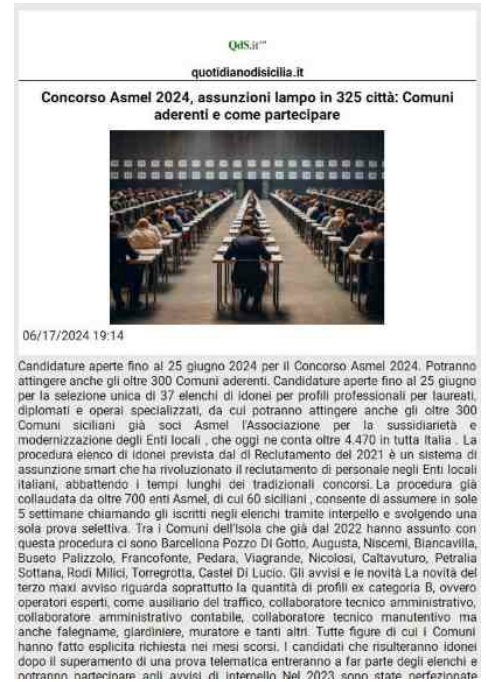 QdS.it
quotidianodisicilia.it
Concorso Asmel 2024, assunzioni lampo in 325 città: Comuni
aderenti e come partecipare
06/17/2024 19:14
Candidature aperte fino al 25 giugno 2024 per il Concorso Asmel 2024. Potranno
attingere anche gli oltre 300 Comuni aderenti. Candidature aperte fino al 25 giugno
per la selezione unica di 37 elenchi di idonei per profili professionali per laureati,
diplomati e operai specializzati, da cui potranno attingere anche gli oltre 300
Comuni siciliani già soci Asmel l'Associazione per la sussidiarietà e
modernizzazione degli Enti locali , che oggi ne conta oltre 4.470 in tutta Italia . La
procedura elenco di idonei prevista dal dl Reclutamento del 2021 è un sistema di
assunzione smart che ha rivoluzionato il reclutamento di personale negli Enti locali
italiani, abbattendo i tempi lunghi dei tradizionali concorsi. La procedura già
collaudata da oltre 700 enti Asmel, di cui 60 siciliani , consente di assumere in sole
5 settimane chiamando gli iscritti negli elenchi tramite interpello e svolgendo una
sola prova selettiva. Tra i Comuni dell'Isola che già dal 2022 hanno assunto con
questa procedura ci sono Barcellona Pozzo Di Gotto, Augusta, Niscemi, Biancavilla,
Buseto Palizzolo, Francofonte, Pedara, Viagrande, Nicolosi, Caltavuturo, Petralia
Sottana, Rodì Milici, Torregrotta, Castel Di Lucio. Gli avvisi e le novità La novità del
terzo maxi avviso riguarda soprattutto la quantità di profili ex categoria B, ovvero
operatori esperti, come ausiliario del traffico, collaboratore tecnico amministrativo,
collaboratore amministrativo contabile, collaboratore tecnico manutentivo ma
anche falegname, giardiniere, muratore e tanti altri. Tutte figure di cui i Comuni
hanno fatto esplicita richiesta nei mesi scorsi. I candidati che risulteranno idonei
dopo il superamento di una prova telematica entreranno a far parte degli elenchi e
potranno partecipare agli avvisi di interpello Nel 2023 sono state perfezionate